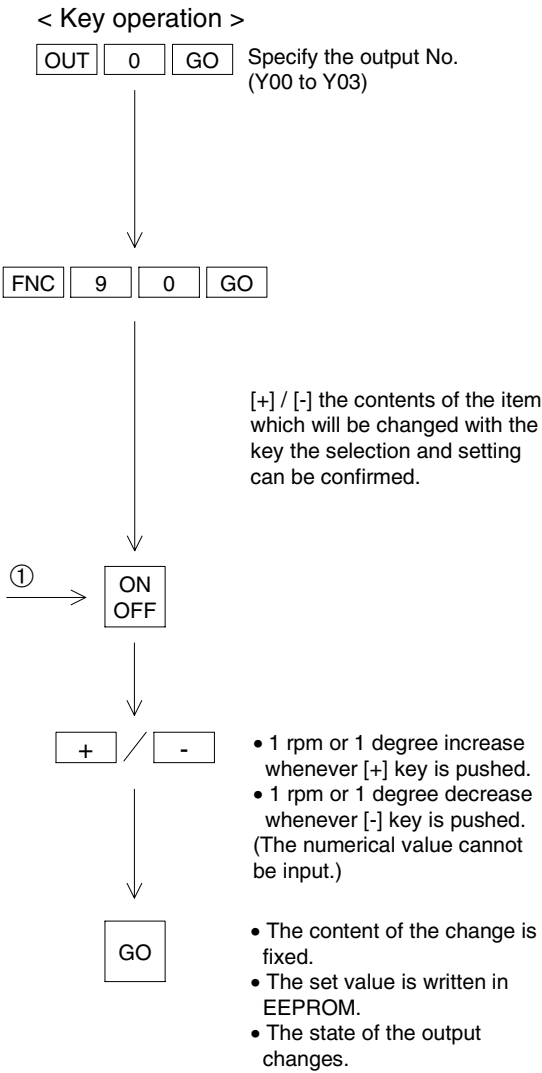 < Key operation >
OUT 0 GO Specify the output No.
(Y00 to Y03)
FNC 9 0 GO
[+] / [-] the contents of the item
which will be changed with the
key the selection and setting
can be confirmed.
①
ON
OFF
+ / -
• 1 rpm or 1 degree increase
whenever [+] key is pushed.
• 1 rpm or 1 degree decrease
whenever [-] key is pushed.
(The numerical value cannot
be input.)
GO
• The content of the change is
fixed.
• The set value is written in
EEPROM.
• The state of the output
changes.